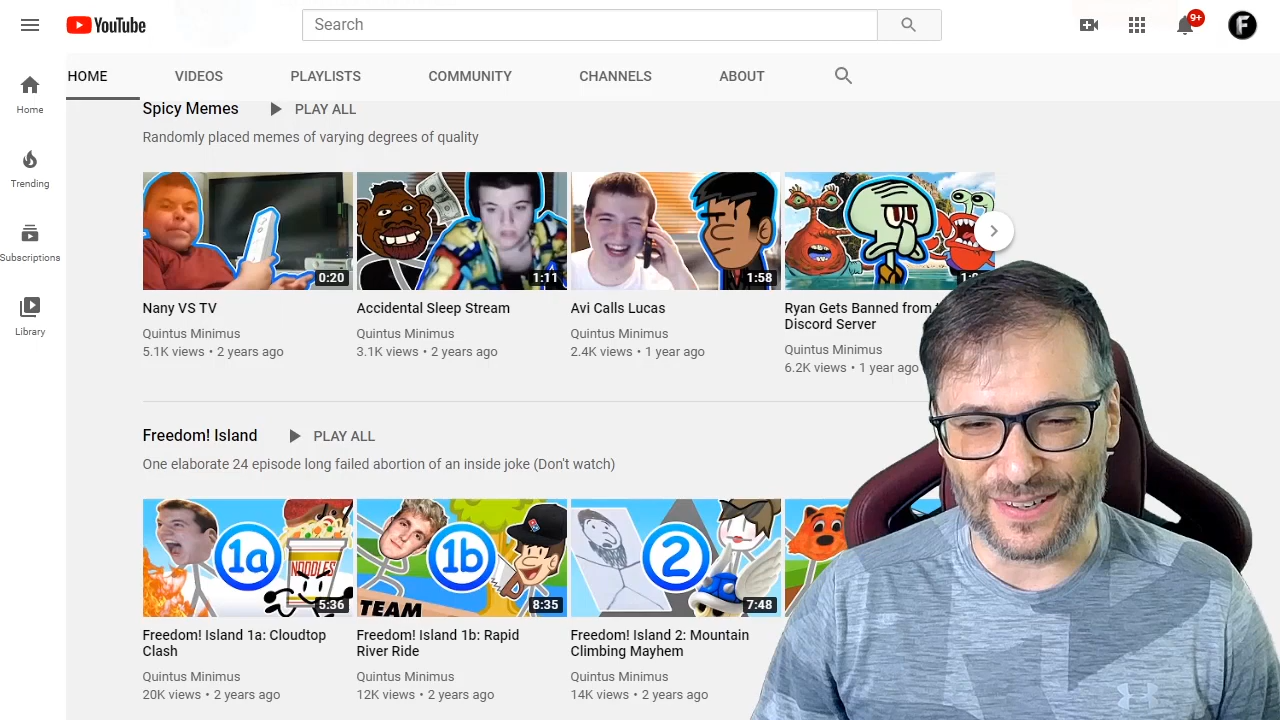 YouTube
Search
9+
F
HOME VIDEOS PLAYLISTS COMMUNITY CHANNELS ABOUT
Home
Trending
Subscriptions
Library
Spicy Memes PLAY ALL
Randomly placed memes of varying degrees of quality
0:20 1:11 1:58
Nany VS TV
Quintus Minimus
5.1K views • 2 years ago
Accidental Sleep Stream
Quintus Minimus
3.1K views • 2 years ago
Avi Calls Lucas
Quintus Minimus
2.4K views • 1 year ago
Ryan Gets Banned from
Discord Server
Quintus Minimus
6.2K views • 1 year ago
Freedom! Island PLAY ALL
One elaborate 24 episode long failed abortion of an inside joke (Don't watch)
1a
NOODLES
5:36
1b
TEAM
8:35
2
7:48
Freedom! Island 1a: Cloudtop
Clash
Quintus Minimus
20K views • 2 years ago
Freedom! Island 1b: Rapid
River Ride
Quintus Minimus
12K views • 2 years ago
Freedom! Island 2: Mountain
Climbing Mayhem
Quintus Minimus
14K views • 2 years ago